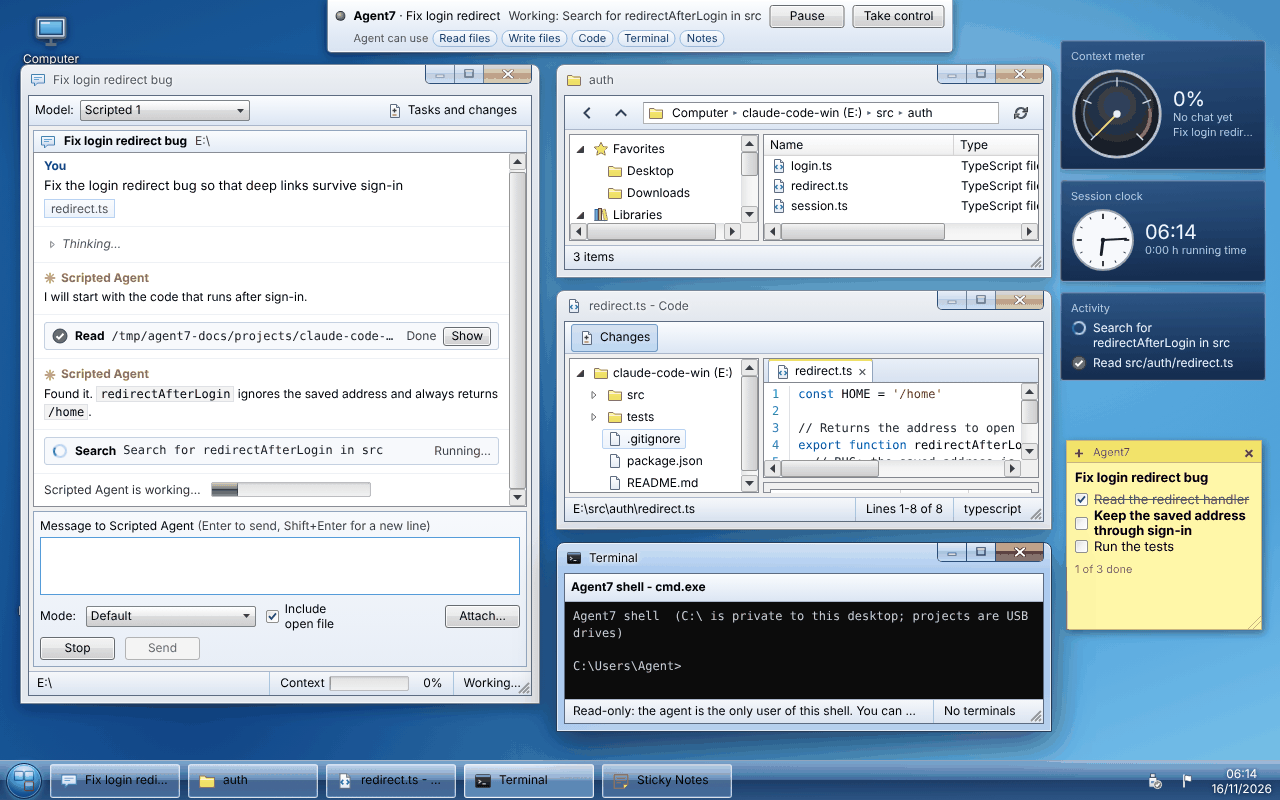 Agent7 · Fix login redirect Working: Search for redirectAfterLogin in src Pause Take control
Agent can use Read files Write files Code Terminal Notes
Computer
Fix login redirect bug
Model: Scripted 1 Tasks and changes
Fix login redirect bug E:\
You
Fix the login redirect bug so that deep links survive sign-in
redirect.ts
Thinking...
Scripted Agent
I will start with the code that runs after sign-in.
Read /tmp/agent7-docs/projects/claude-code-… Done Show
Scripted Agent
Found it. redirectAfterLogin ignores the saved address and always returns
/home.
Search Search for redirectAfterLogin in src Running...
Scripted Agent is working...
Message to Scripted Agent (Enter to send, Shift+Enter for a new line)
Mode: Default Include
open file Attach...
Stop Send
E:\ Context 0% Working...
auth
Computer claude-code-win (E:) src auth
Favorites
Desktop
Downloads
Libraries
Name Type
login.ts TypeScript file
redirect.ts TypeScript file
session.ts TypeScript file
3 items
redirect.ts - Code
Changes
claude-code-win (E:)
src
tests
.gitignore
package.json
README.md
redirect.ts ×
1 const HOME = '/home'
2
3 // Returns the address to open
4 export function redirectAfterLo
E:\src\auth\redirect.ts Lines 1-8 of 8 typescript
Terminal
Agent7 shell - cmd.exe
Agent7 shell (C:\ is private to this desktop; projects are USB
drives)
C:\Users\Agent>
Read-only: the agent is the only user of this shell. You can ... No terminals
Context meter
0%
No chat yet
Fix login redir...
Session clock
06:14
0:00 h running time
Activity
Search for
redirectAfterLogin in src
Read src/auth/redirect.ts
+ Agent7 ×
Fix login redirect bug
Read the redirect handler
Keep the saved address
through sign-in
Run the tests
1 of 3 done
Fix login redi... auth redirect.ts - ... Terminal Sticky Notes
06:14
16/11/2026